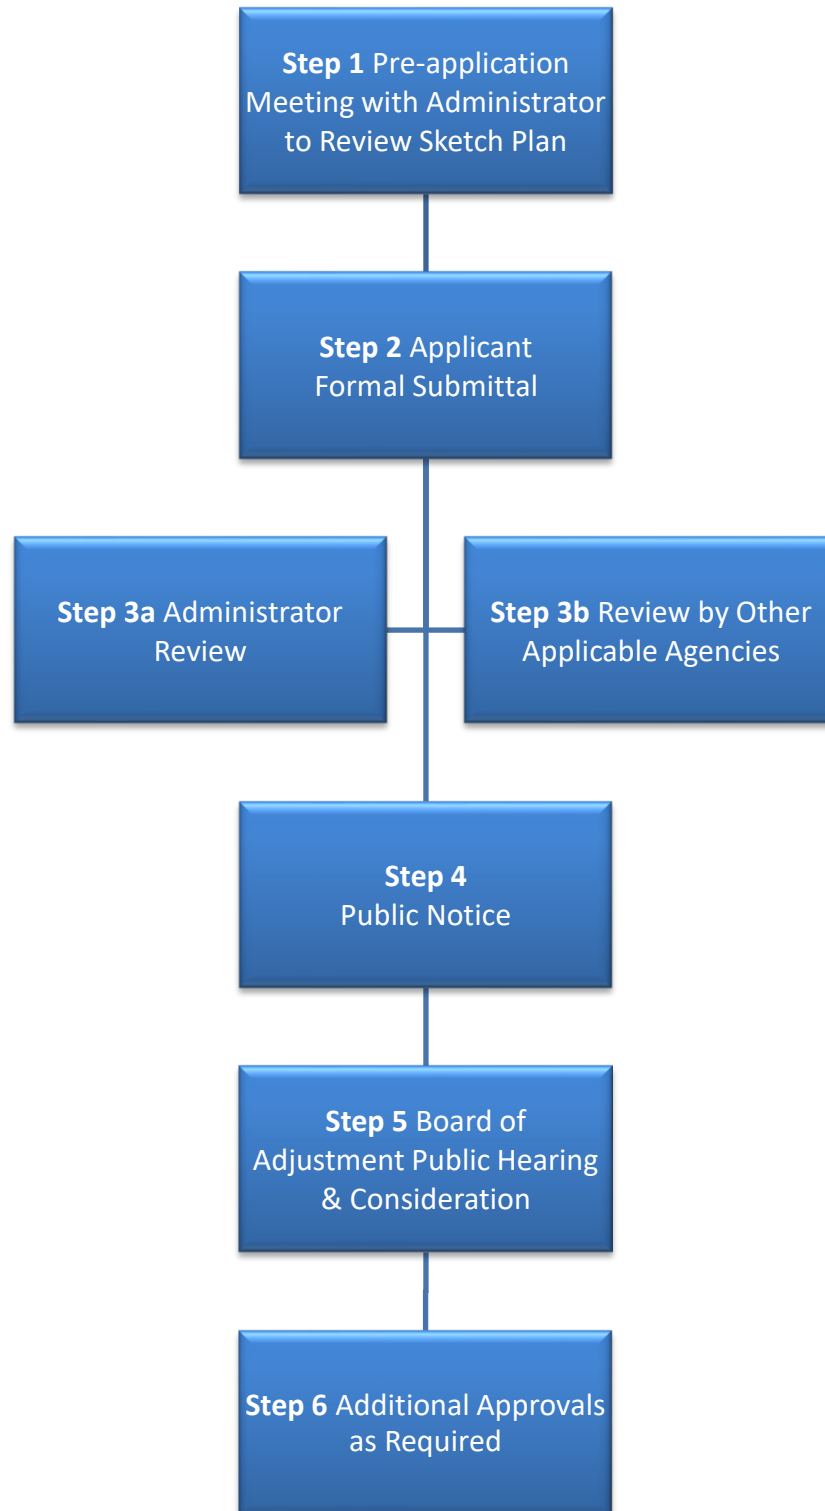 Step 1 Pre-application
Meeting with Administrator
to Review Sketch Plan
Step 2 Applicant
Formal Submittal
Step 3a Administrator
Review
Step 3b Review by Other
Applicable Agencies
Step 4
Public Notice
Step 5 Board of
Adjustment Public Hearing
& Consideration
Step 6 Additional Approvals
as Required